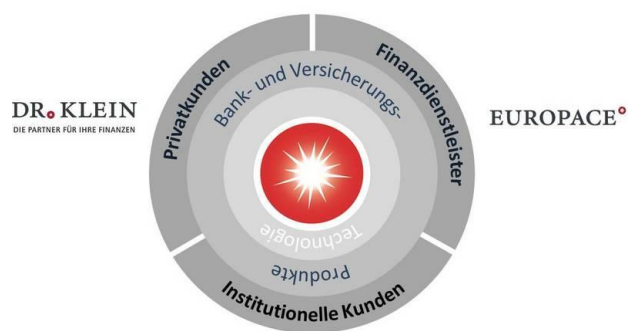 DR. KLEIN
DIE PARTNER FÜR IHRE FINANZEN
Privatkunden
Finanzdienstleister
Bank- und Versicherungs-
EUROPACE
Technologie
Produkte
Institutionelle Kunden